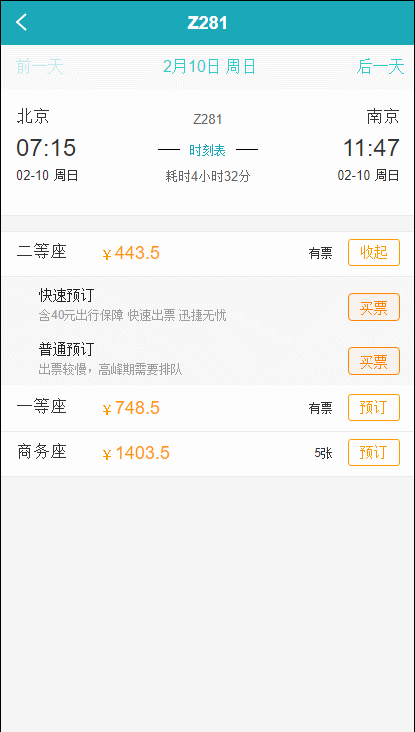 Z281
前一天 2月10日 周日 后一天
北京 Z281 南京
07:15 时刻表 11:47
02-10 周日 耗时4小时32分 02-10 周日
二等座 ¥443.5 有票 收起
快速预订
含40元出行保障 快速出票 迅捷无忧
买票
普通预订
出票较慢，高峰期需要排队
买票
一等座 ¥748.5 有票 预订
商务座 ¥1403.5 5张 预订